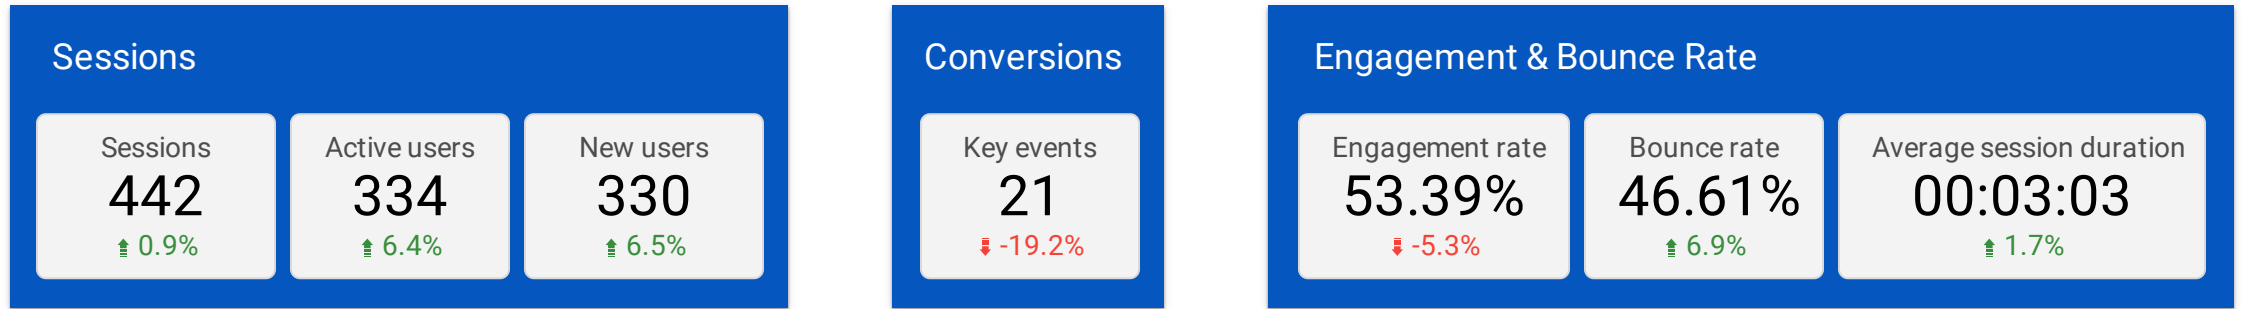 Sessions
Sessions
442
0.9%
Active users
334
6.4%
New users
330
6.5%
Conversions
Key events
21
-19.2%
Engagement & Bounce Rate
Engagement rate
53.39%
-5.3%
Bounce rate
46.61%
6.9%
Average session duration
00:03:03
1.7%